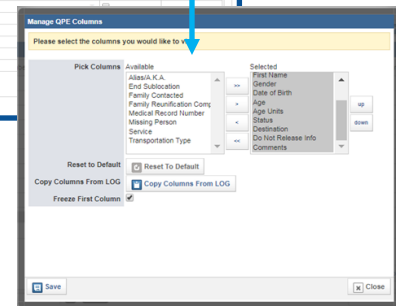 Manage QPE Columns
Please select the columns you would like to
Pick Columns Available Selected
Alias/A.K.A.
End Sublocation
Family Contacted
Family Reunification Comp
Medical Record Number
Missing Person
Service
Transportation Type
>>
>
<
<<
First Name
Gender
Date of Birth
Age
Age Units
Status
Destination
Do Not Release Info
Comments
up
down
Reset to Default Reset To Default
Copy Columns From LOG Copy Columns From LOG
Freeze First Column
Save Close